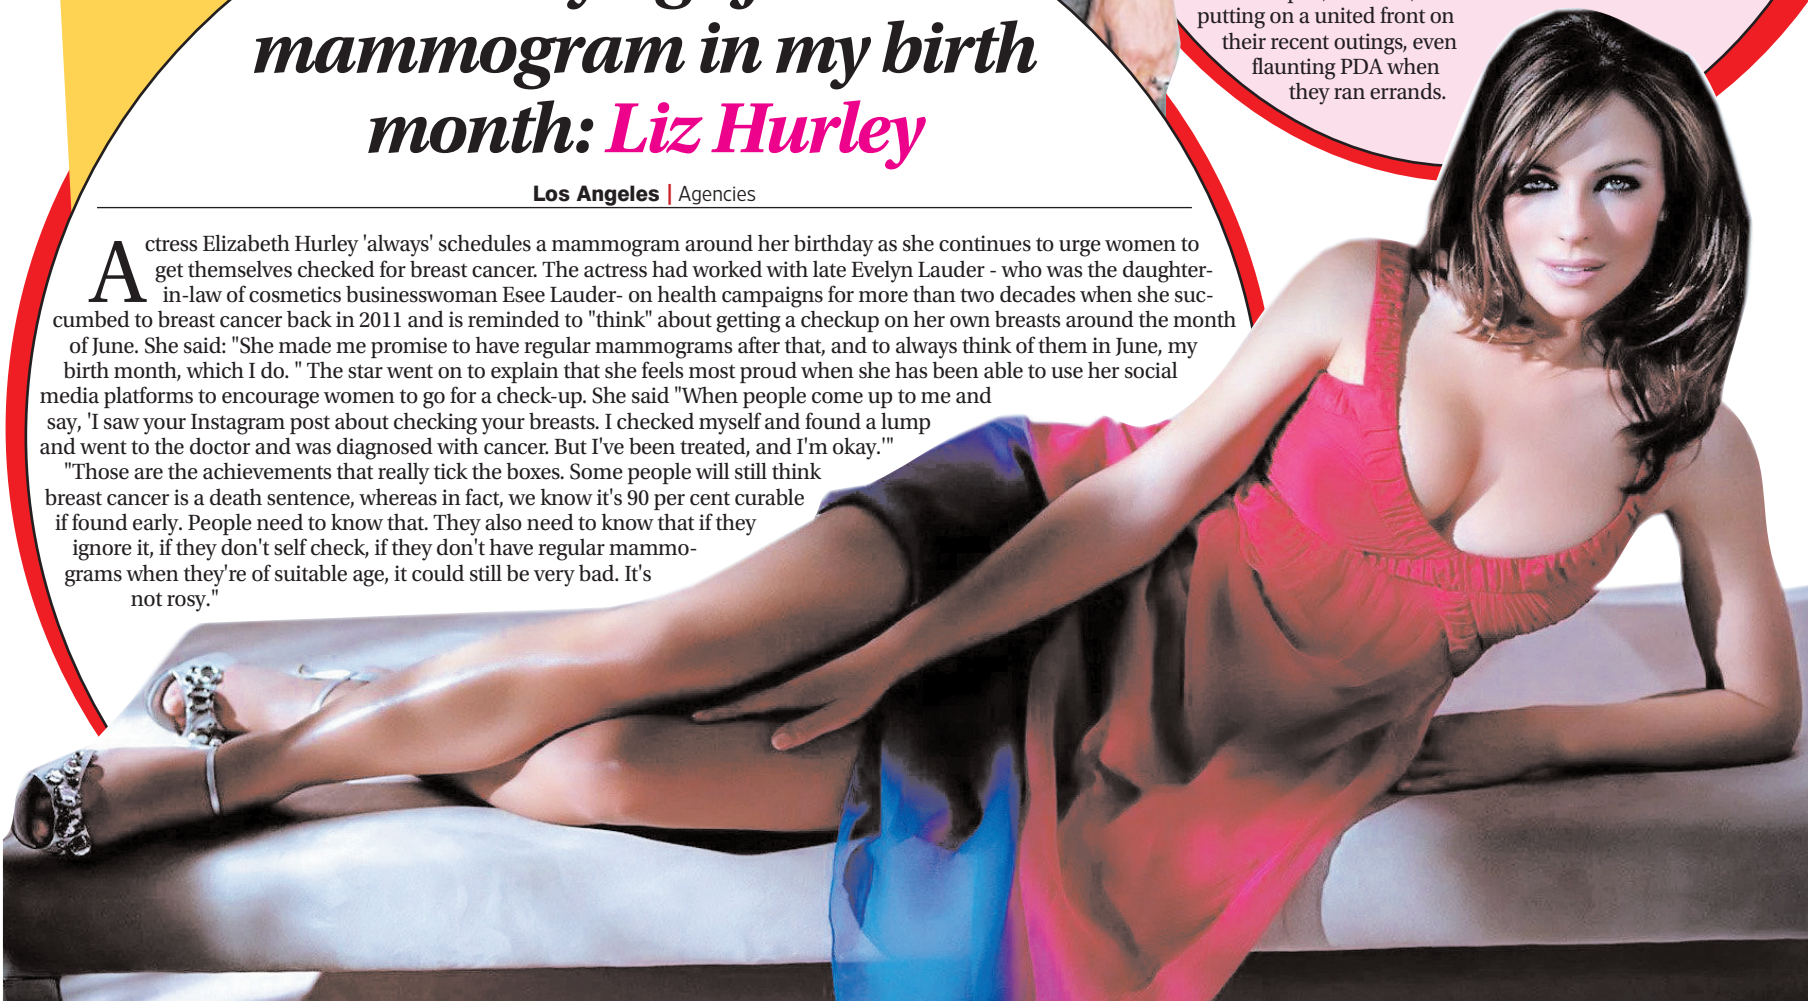 mammogram in my birth
month: Liz Hurley
Los Angeles | Agencies
Actress Elizabeth Hurley 'always' schedules a mammogram around her birthday as she continues to urge women to
get themselves checked for breast cancer. The actress had worked with late Evelyn Lauder - who was the daughter-
in-law of cosmetics businesswoman Esee Lauder- on health campaigns for more than two decades when she suc-
cumbed to breast cancer back in 2011 and is reminded to "think" about getting a checkup on her own breasts around the month
of June. She said: "She made me promise to have regular mammograms after that, and to always think of them in June, my
birth month, which I do. " The star went on to explain that she feels most proud when she has been able to use her social
media platforms to encourage women to go for a check-up. She said "When people come up to me and
say, 'I saw your Instagram post about checking your breasts. I checked myself and found a lump
and went to the doctor and was diagnosed with cancer. But I've been treated, and I'm okay.'"
"Those are the achievements that really tick the boxes. Some people will still think
breast cancer is a death sentence, whereas in fact, we know it's 90 per cent curable
if found early. People need to know that. They also need to know that if they
ignore it, if they don't self check, if they don't have regular mammo-
grams when they're of suitable age, it could still be very bad. It's
not rosy."
putting on a united front on
their recent outings, even
flaunting PDA when
they ran errands.